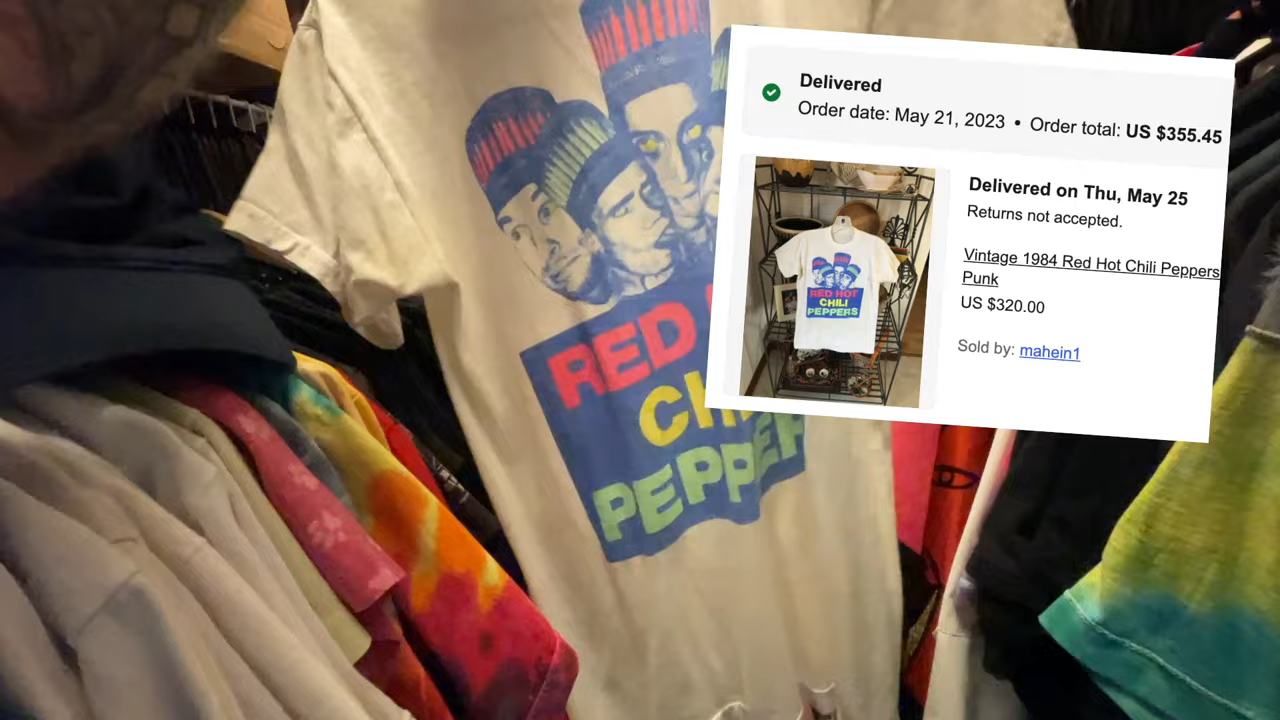 RED
CHI
PEPPER
Delivered
Order date: May 21, 2023 • Order total: US $355.45
Delivered on Thu, May 25
Returns not accepted.
Vintage 1984 Red Hot Chili Peppers
Punk
US $320.00
Sold by: mahein1
RED HOT
CHILI
PEPPERS